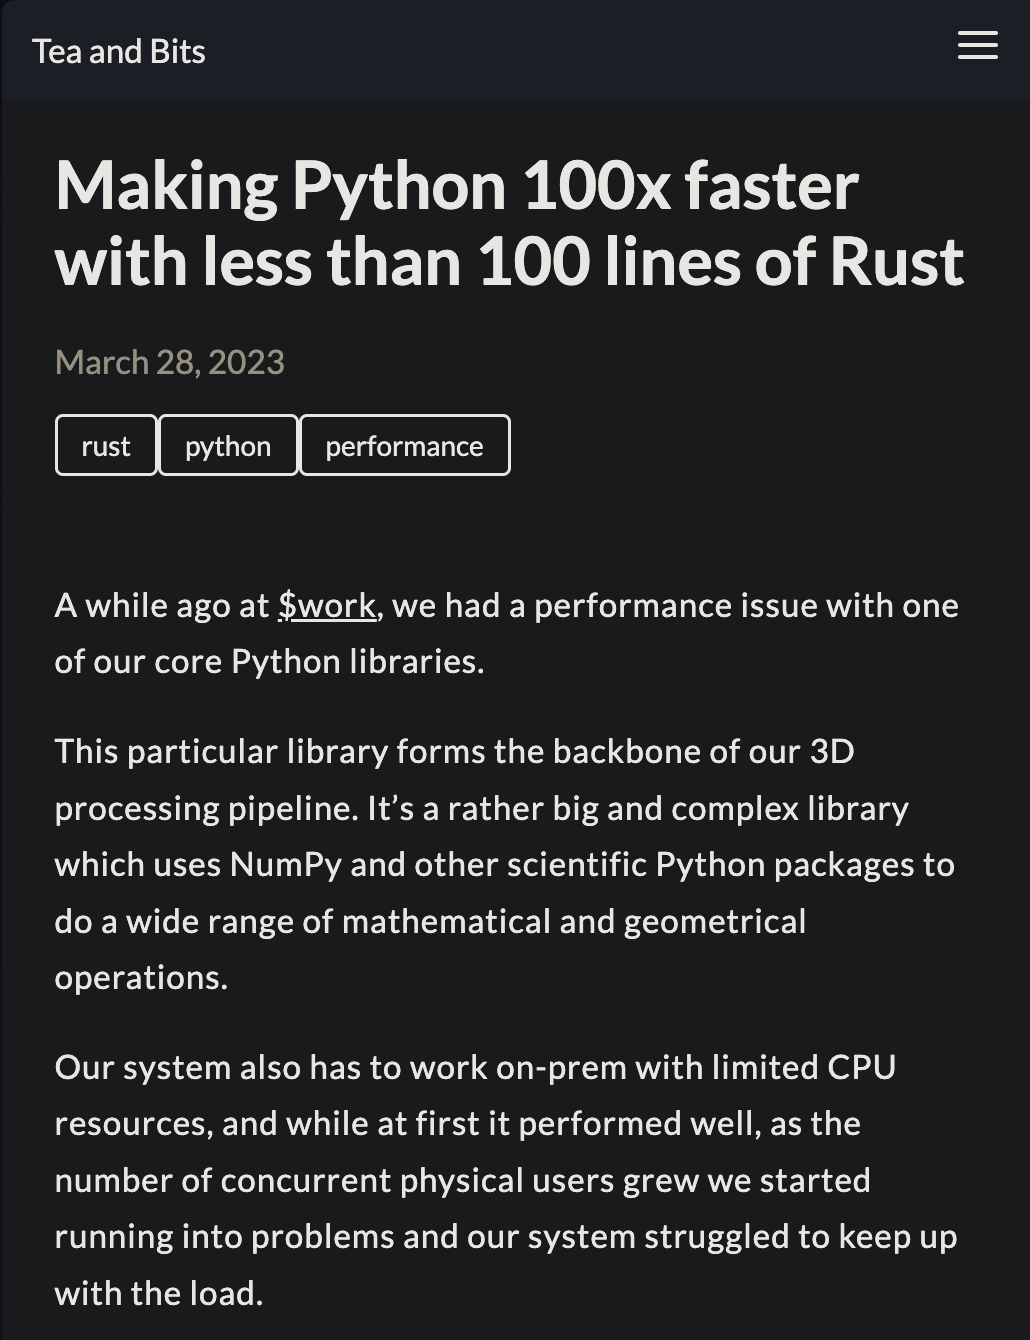 Tea and Bits
Making Python 100x faster
with less than 100 lines of Rust
March 28, 2023
rust python performance
A while ago at $work, we had a performance issue with one
of our core Python libraries.
This particular library forms the backbone of our 3D
processing pipeline. It’s a rather big and complex library
which uses NumPy and other scientific Python packages to
do a wide range of mathematical and geometrical
operations.
Our system also has to work on-prem with limited CPU
resources, and while at first it performed well, as the
number of concurrent physical users grew we started
running into problems and our system struggled to keep up
with the load.